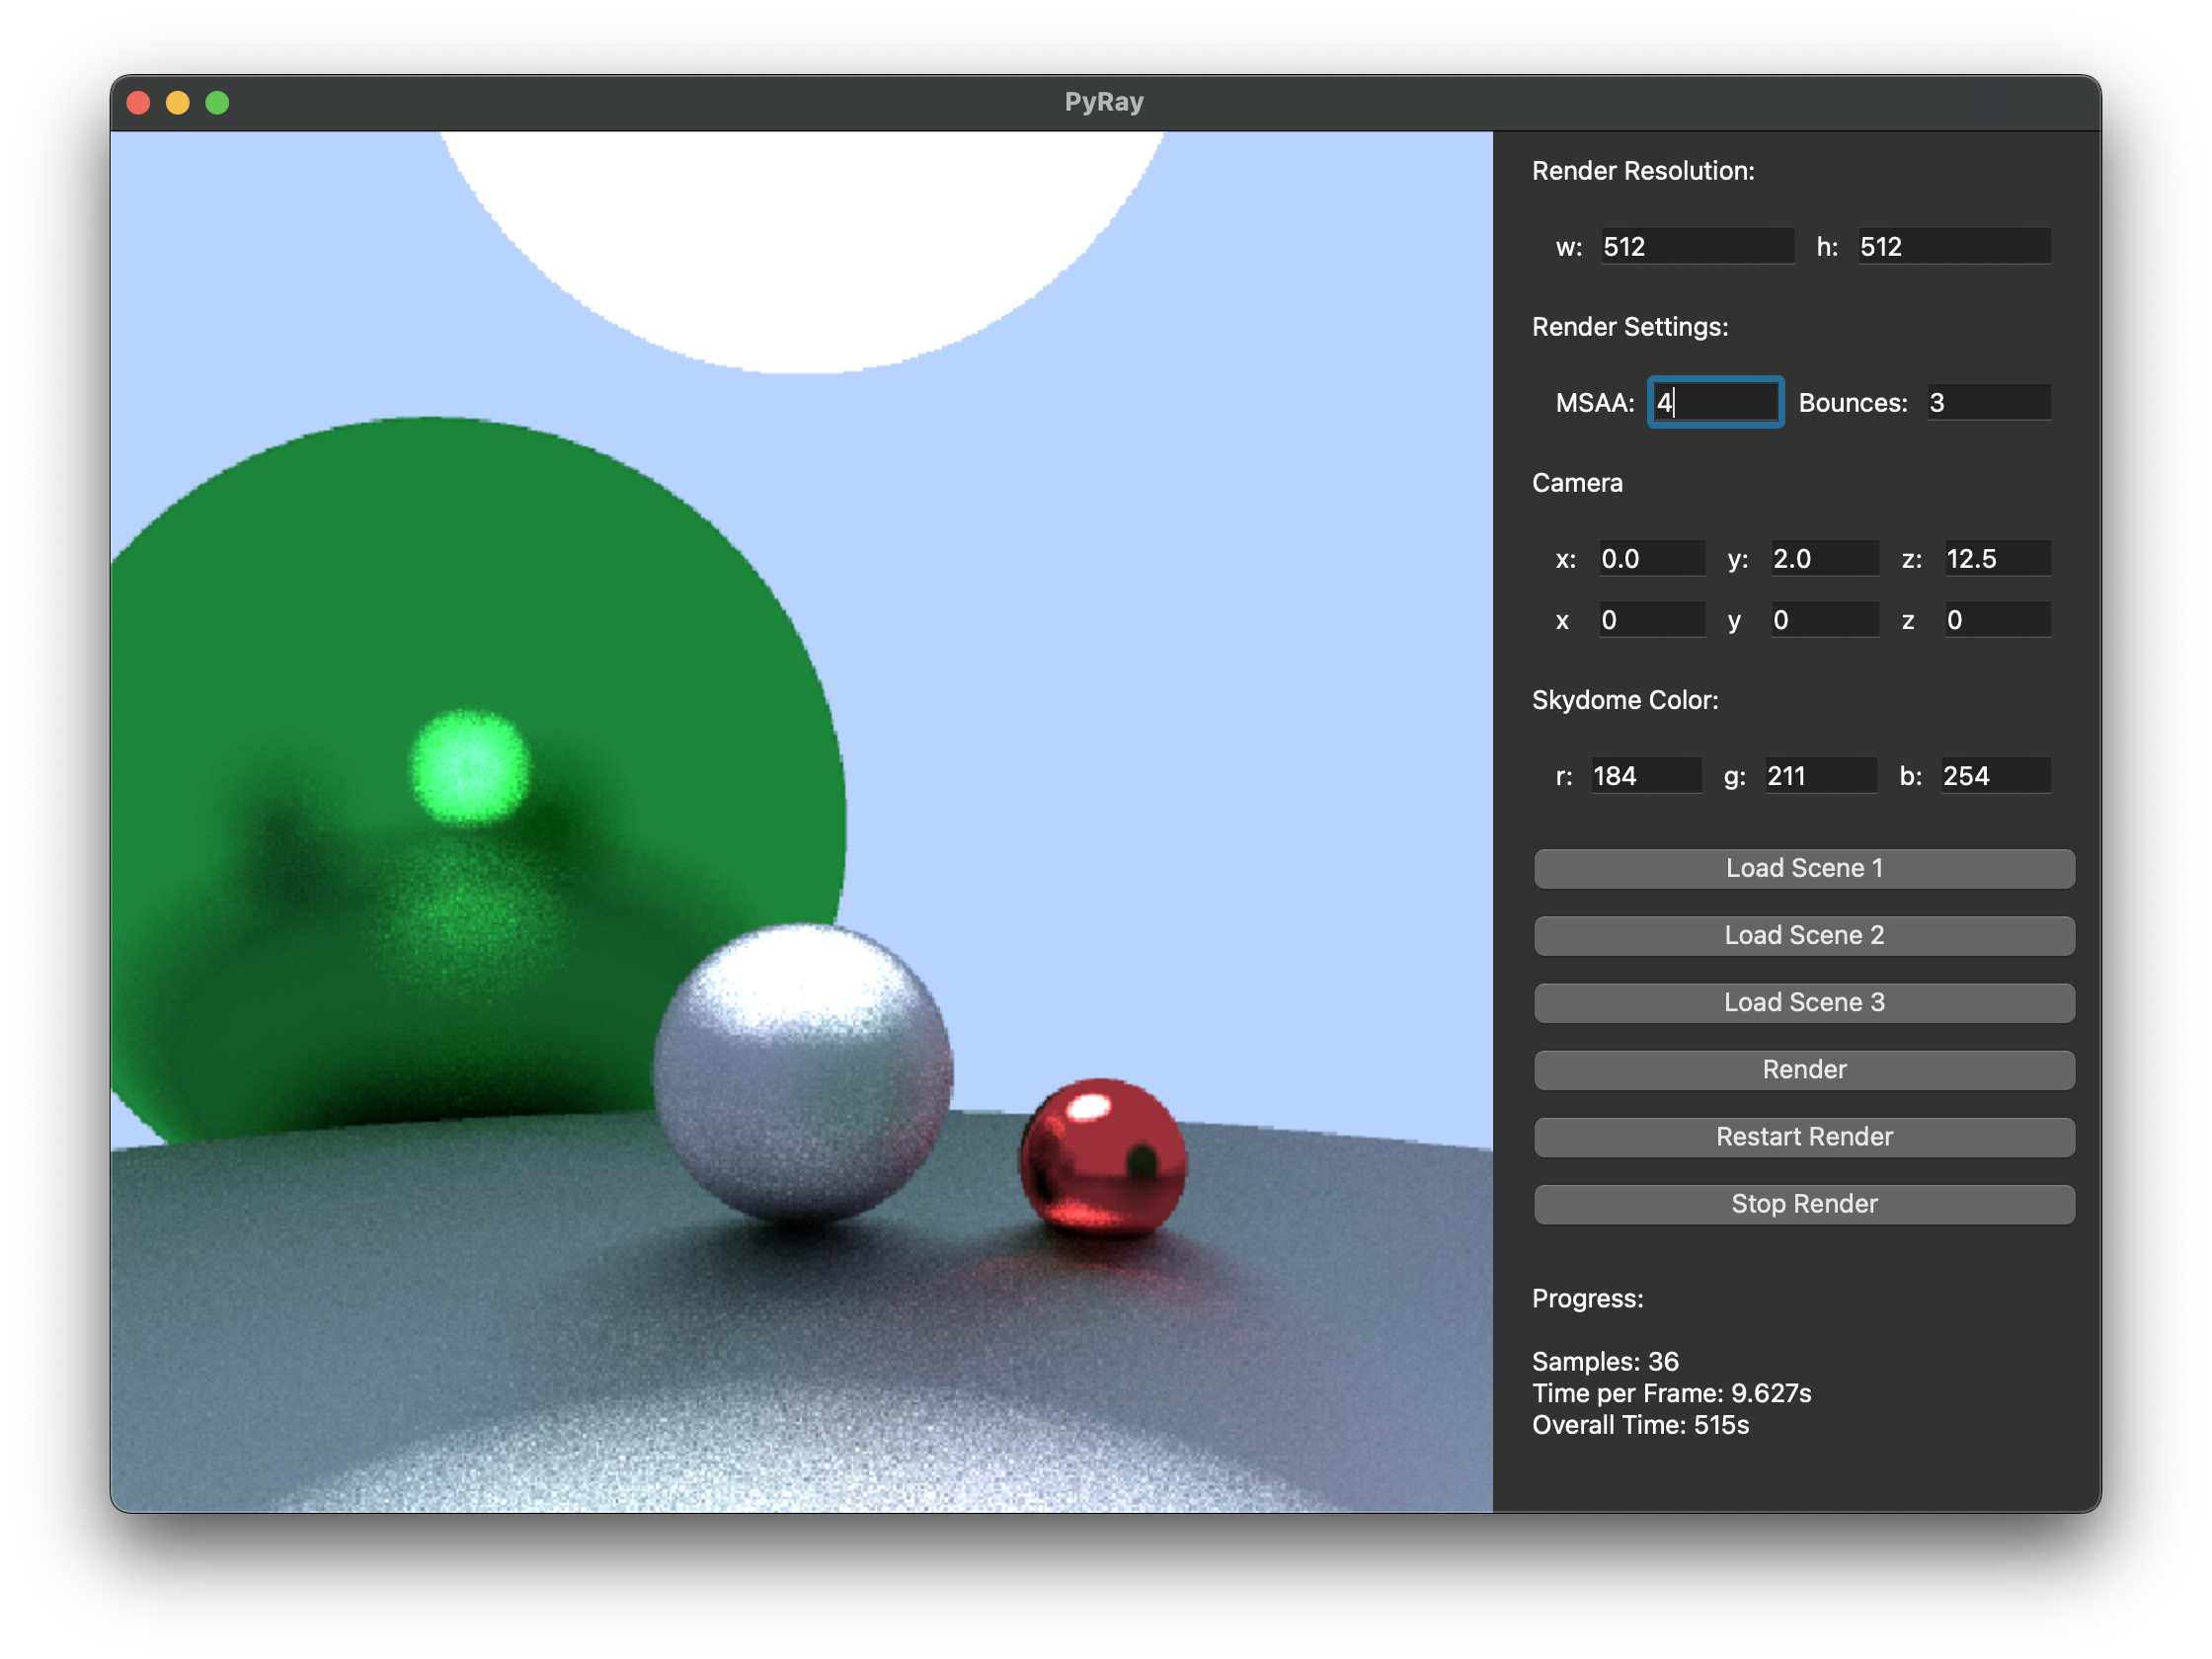 PyRay
Render Resolution:
w: 512 h: 512
Render Settings:
MSAA: 4 Bounces: 3
Camera
x: 0.0 y: 2.0 z: 12.5
x 0 y 0 z 0
Skydome Color:
r: 184 g: 211 b: 254
Load Scene 1
Load Scene 2
Load Scene 3
Render
Restart Render
Stop Render
Progress:
Samples: 36
Time per Frame: 9.627s
Overall Time: 515s